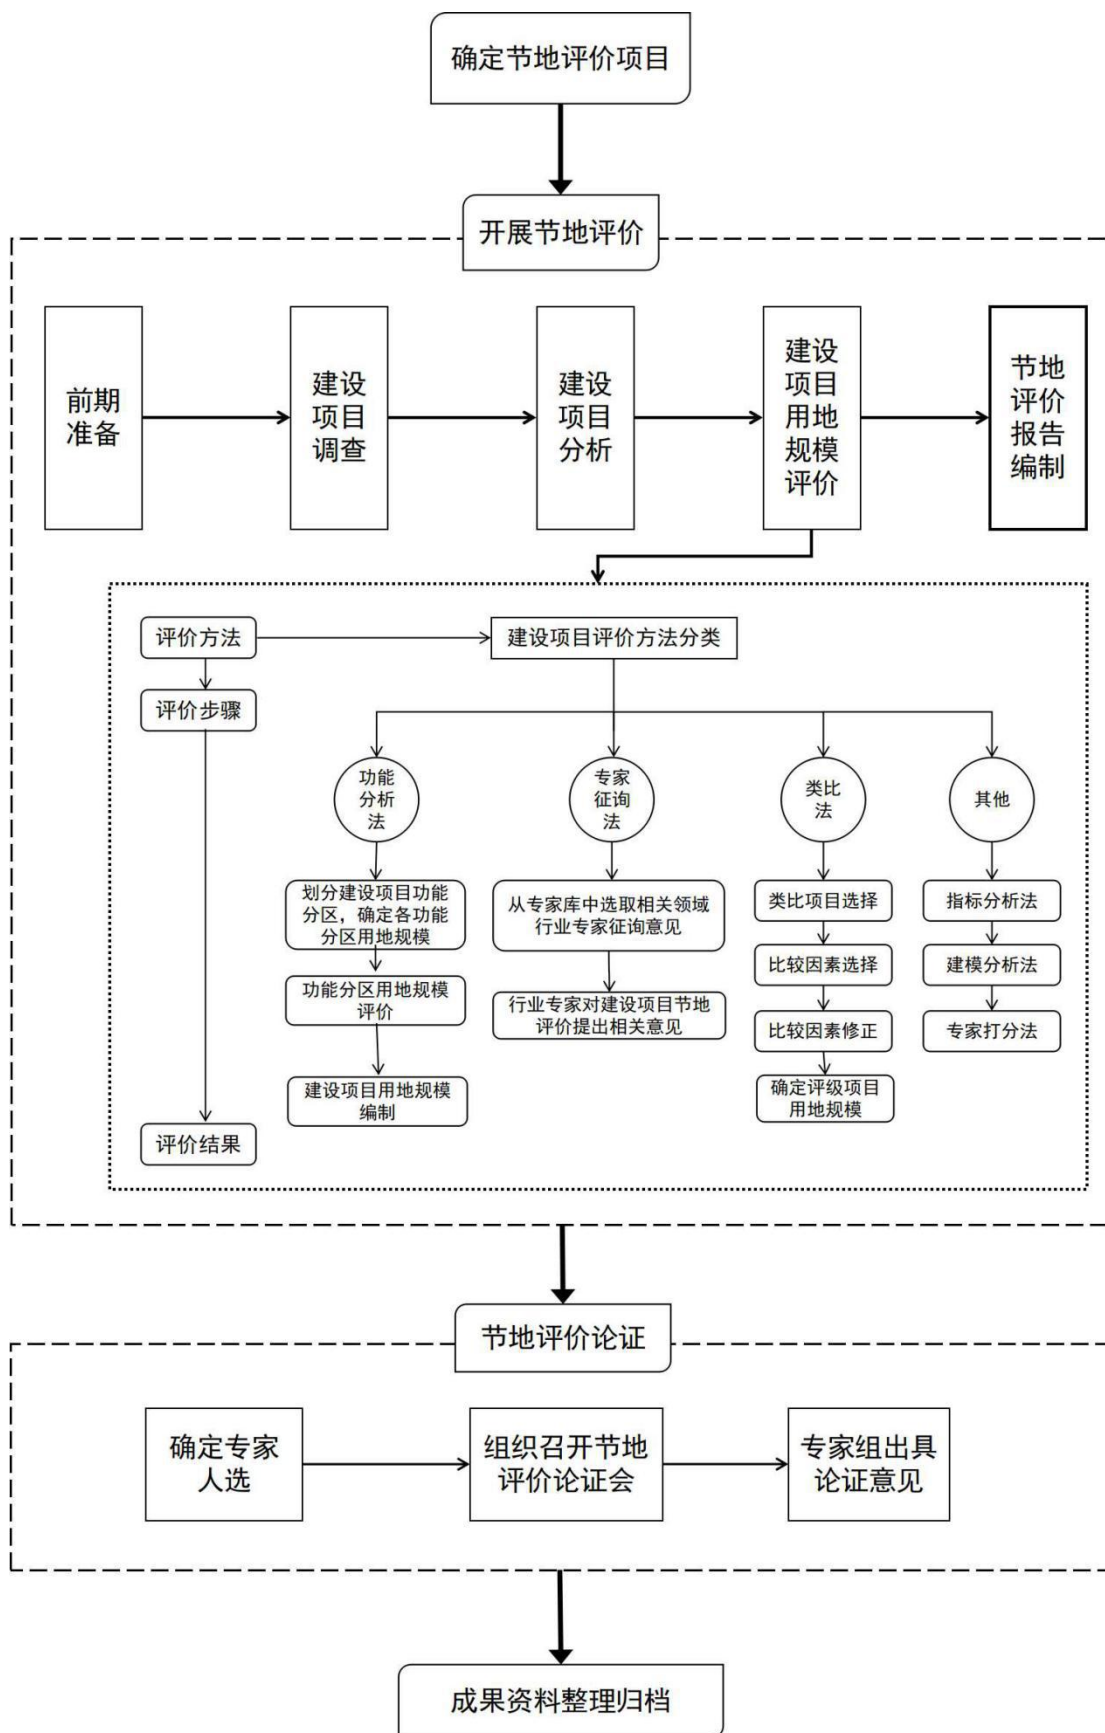 确定节地评价项目
开展节地评价
前期
准备
建设
项目
调查
建设
项目
分析
建设
项目
用地
规模
评价
节地
评价
报告
编制
评价方法
建设项目评价方法分类
评价步骤
功能
分析
法
专家
征询
法
类比
法
其他
划分建设项目功能
分区，确定各功能
分区用地规模
从专家库中选取相关领域
行业专家征询意见
类比项目选择
指标分析法
功能分区用地规模
评价
行业专家对建设项目节地
评价提出相关意见
比较因素选择
建模分析法
比较因素修正
专家打分法
建设项目用地规模
编制
确定评级项目
用地规模
评价结果
节地评价论证
确定专家
人选
组织召开节地
评价论证会
专家组出具
论证意见
成果资料整理归档